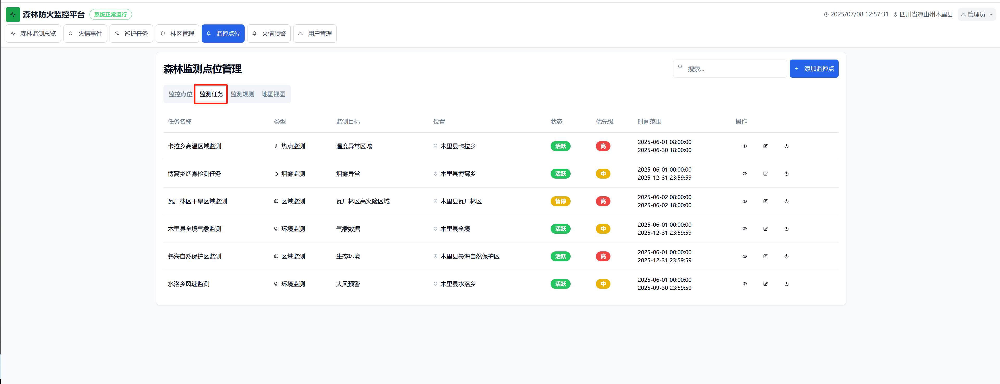 森林防火监控平台 系统正常运行 2025/07/08 12:57:31 四川省凉山州木里县 管理员
森林监测总览 火情事件 巡护任务 林区管理 监控点位 火情预警 用户管理
森林监测点位管理 搜索... 添加监控点
监控点位 监测任务 监测规则 地图视图
任务名称 类型 监测目标 位置 状态 优先级 时间范围 操作
卡拉乡高温区域监测 热点监测 温度异常区域 木里县卡拉乡 活跃 高 2025-06-01 08:00:00
2025-06-30 18:00:00
博窝乡烟雾检测任务 烟雾监测 烟雾异常 木里县博窝乡 活跃 中 2025-06-01 00:00:00
2025-12-31 23:59:59
瓦厂林区干旱区域监测 区域监测 瓦厂林区高火险区域 木里县瓦厂林区 暂停 高 2025-06-02 08:00:00
2025-06-02 18:00:00
木里县全境气象监测 环境监测 气象数据 木里县全境 活跃 中 2025-06-01 00:00:00
2025-12-31 23:59:59
彝海自然保护区监测 区域监测 生态环境 木里县彝海自然保护区 活跃 高 2025-06-01 00:00:00
2025-12-31 23:59:59
水洛乡风速监测 环境监测 大风预警 木里县水洛乡 活跃 中 2025-06-01 00:00:00
2025-09-30 23:59:59